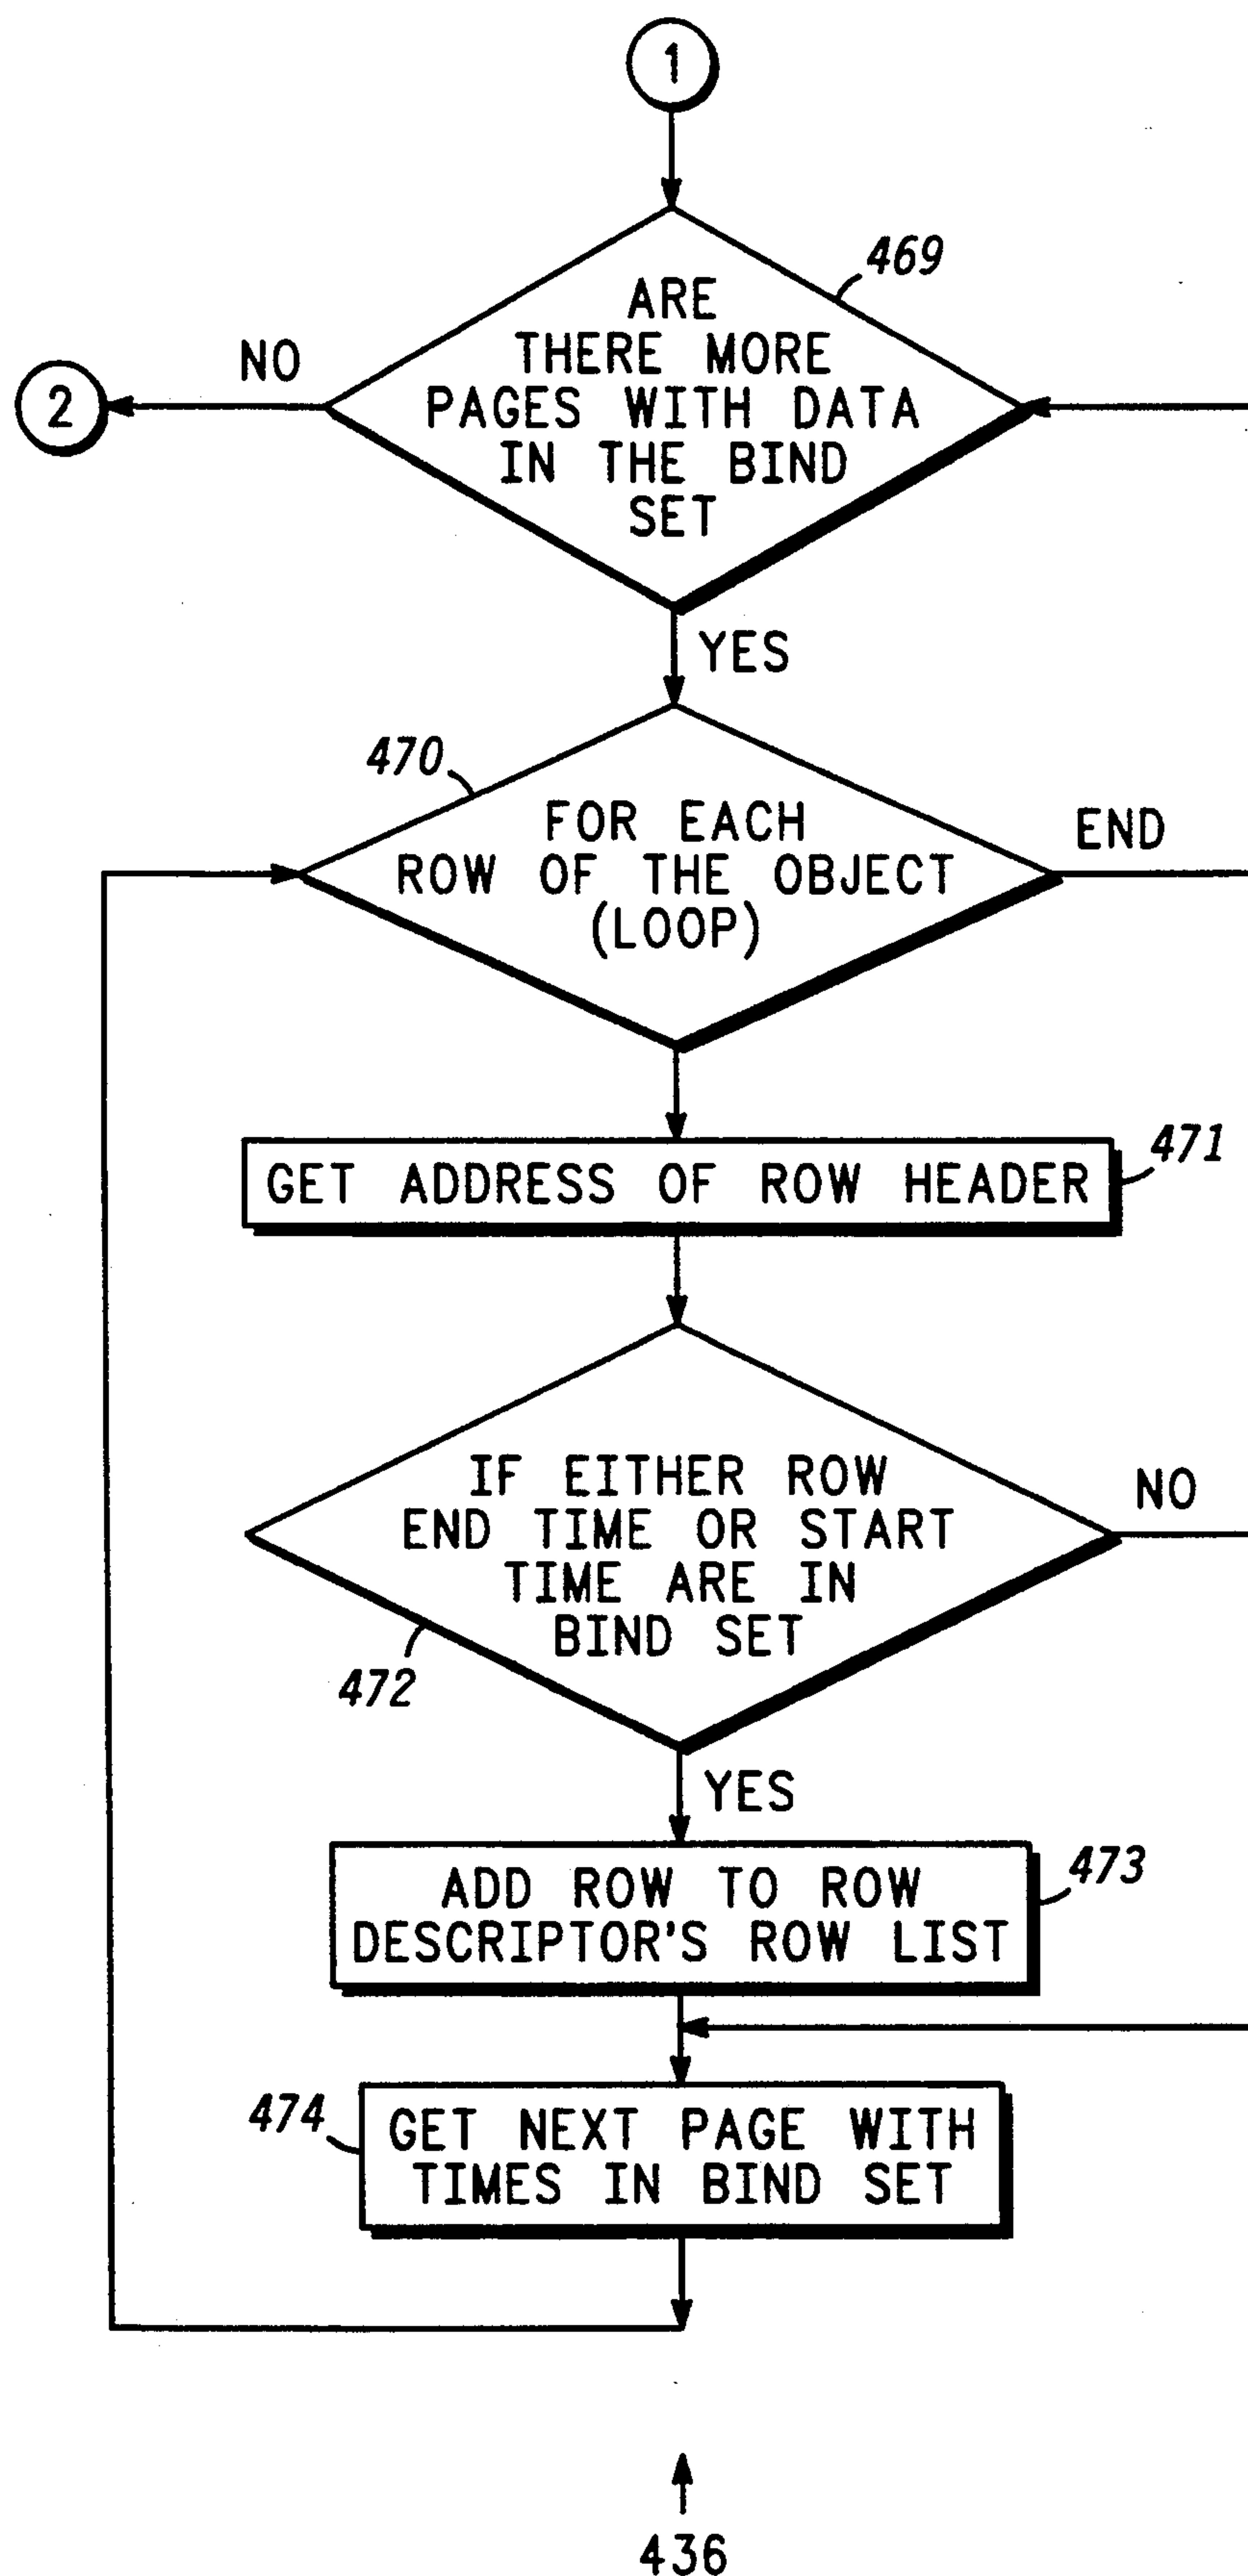 1
469
ARE
THERE MORE
PAGES WITH DATA
IN THE BIND
SET
NO
2
YES
470
FOR EACH
ROW OF THE OBJECT
(LOOP)
END
471
GET ADDRESS OF ROW HEADER
IF EITHER ROW
END TIME OR START
TIME ARE IN
BIND SET
NO
472
YES
473
ADD ROW TO ROW
DESCRIPTOR'S ROW LIST
474
GET NEXT PAGE WITH
TIMES IN BIND SET
436